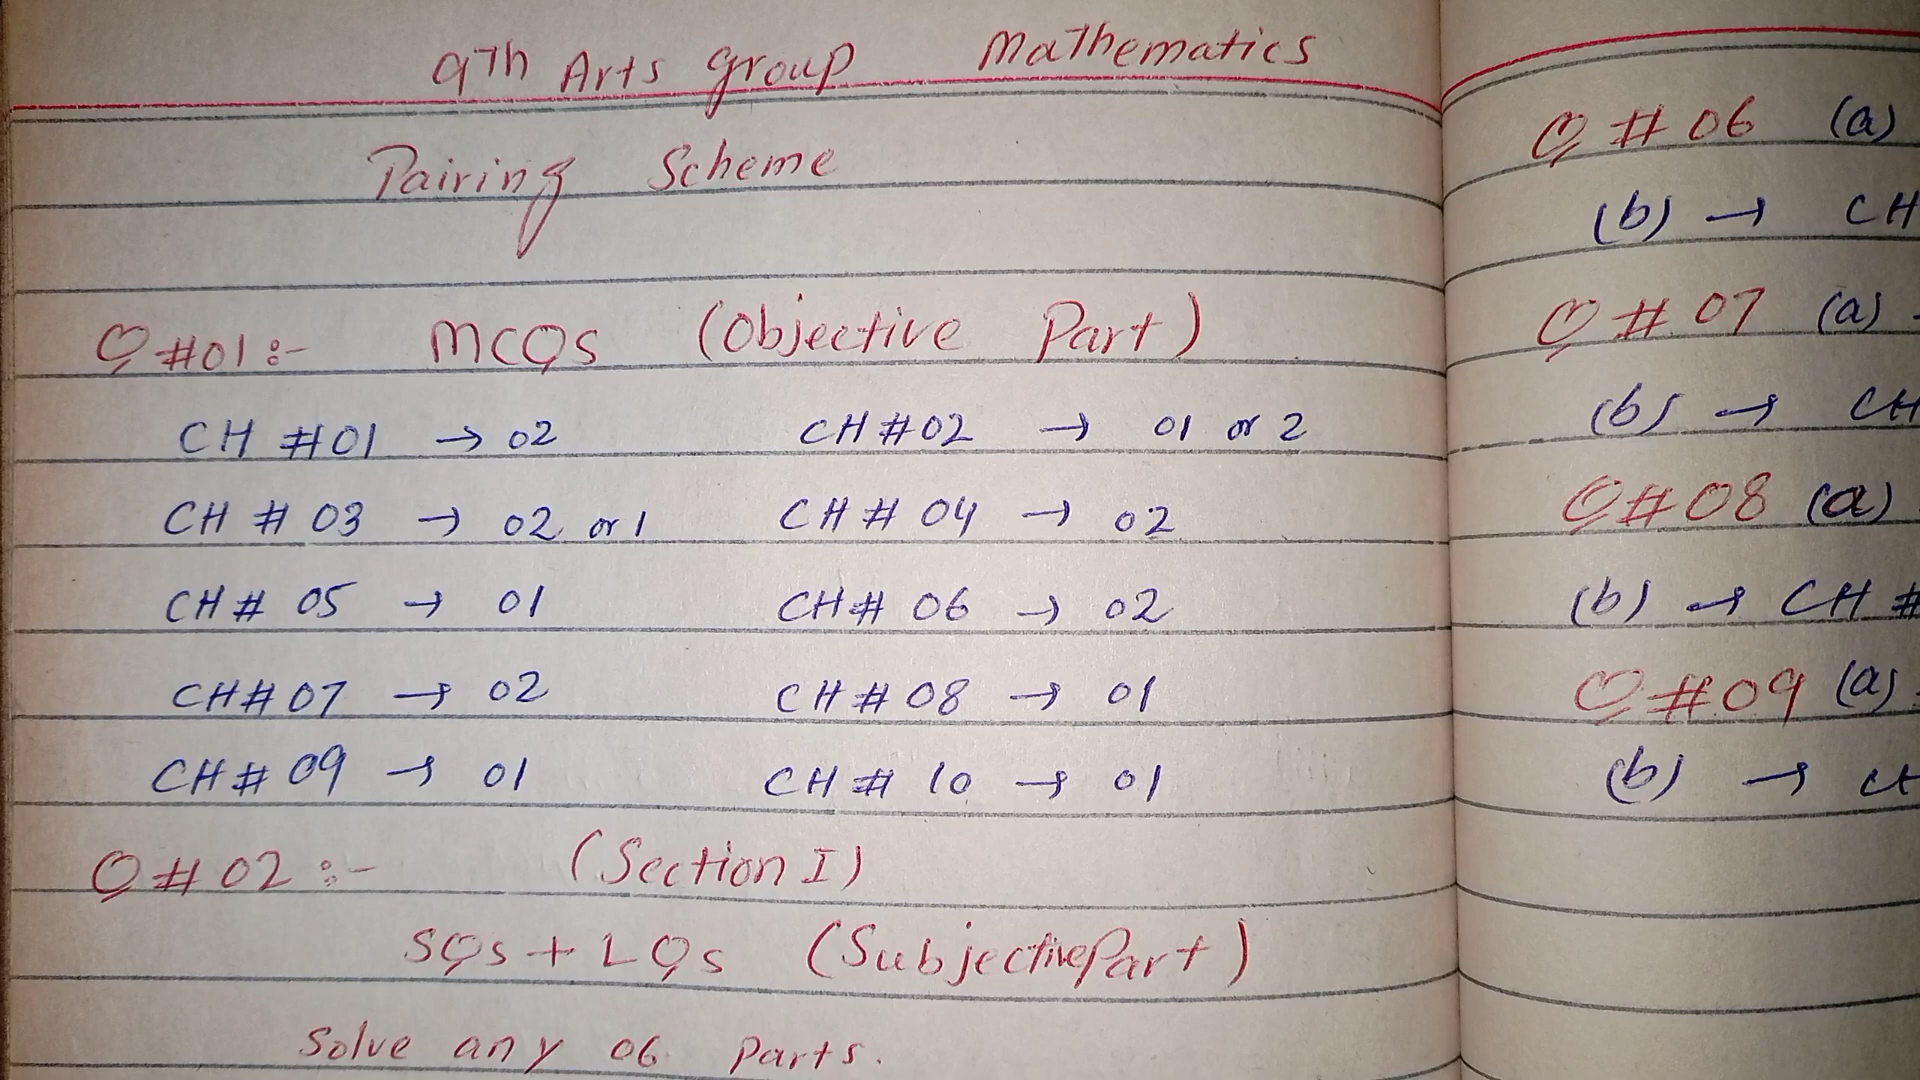 9Th Arts group Mathematics
Pairing Scheme
Q #01:- MCQs (Objective Part)
CH #01 → 02 CH #02 → 01 or 2
CH # 03 → 02 or 1 CH # 04 → 02
CH # 05 → 01 CH# 06 → 02
CH# 07 → 02 CH# 08 → 01
CH# 09 → 01 CH # 10 → 01
Q # 02 :- (Section I)
SQs + LQs (Subjective Part)
Solve any 06 Parts.
Q # 06 (a)
(b) → CH
Q # 07 (a)
(b) → CH
Q # 08 (a)
(b) → CH #
Q # 09 (a)
(b) → CH